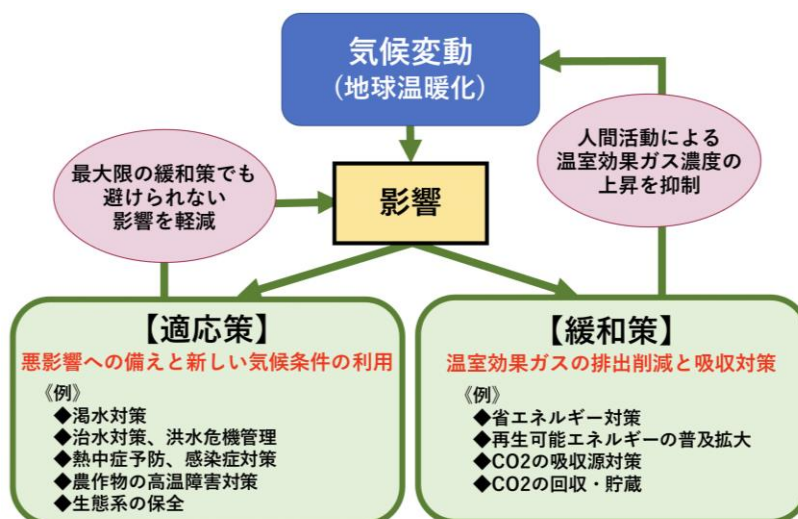 気候変動
(地球温暖化)
最大限の緩和策でも
避けられない
影響を軽減
影響
人間活動による
温室効果ガス濃度の
上昇を抑制
【適応策】
悪影響への備えと新しい気候条件の利用
《例》
◆渇水対策
◆治水対策、洪水危機管理
◆熱中症予防、感染症対策
◆農作物の高温障害対策
◆生態系の保全
【緩和策】
温室効果ガスの排出削減と吸収対策
《例》
◆省エネルギー対策
◆再生可能エネルギーの普及拡大
◆CO2の吸収源対策
◆CO2の回収・貯蔵